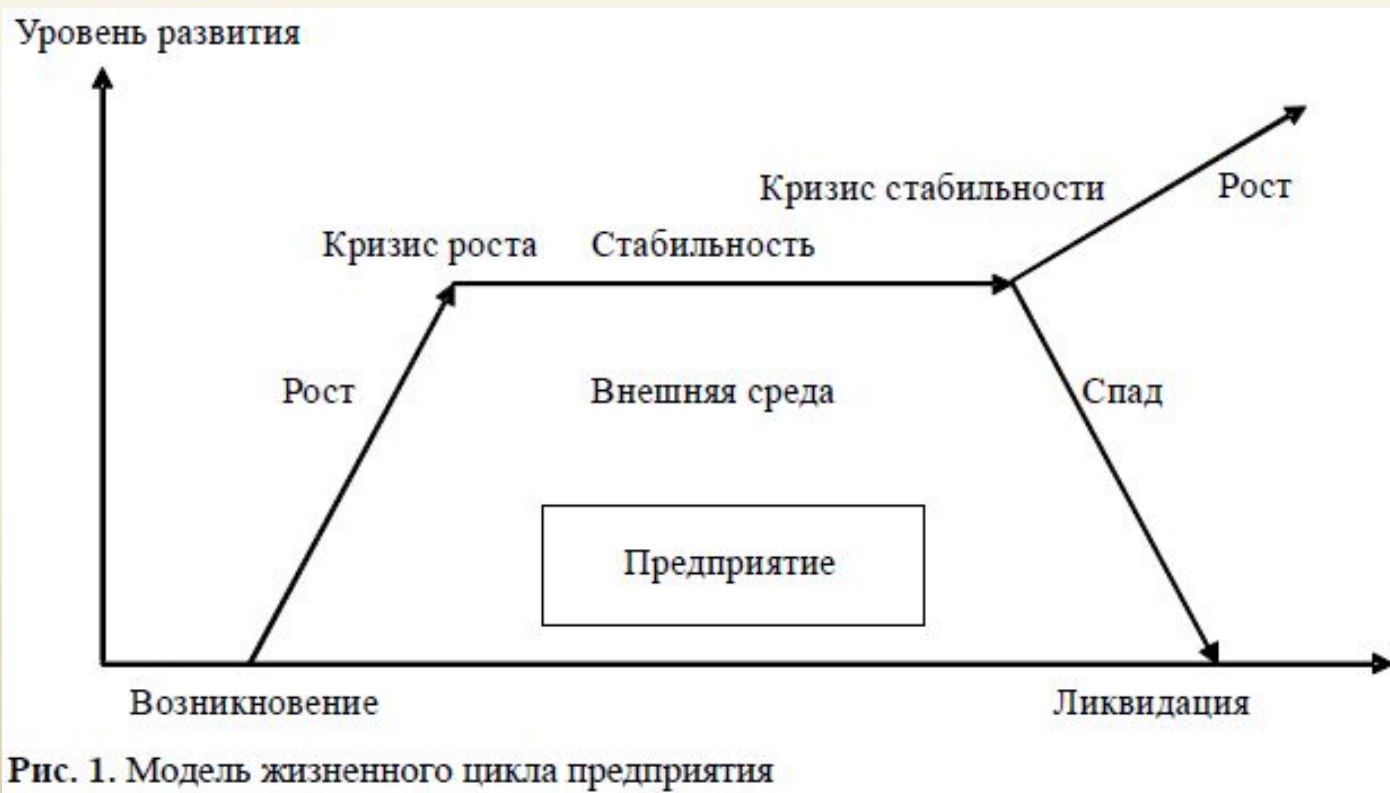 Уровень развития
Кризис стабильности
Рост
Кризис роста
Стабильность
Рост
Внешняя среда
Спад
Предприятие
Возникновение
Ликвидация
Рис. 1. Модель жизненного цикла предприятия